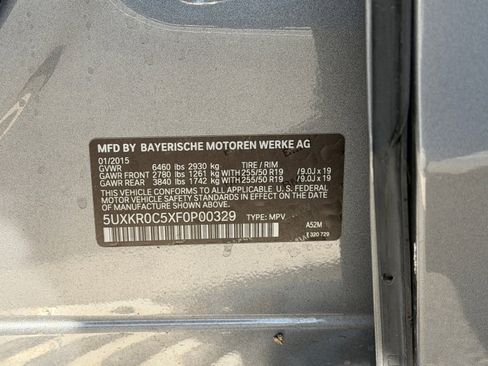 MFD BY BAYERISCHE MOTOREN WERKE AG
01/2015
GVWR 6460 lbs 2930 kg TIRE / RIM
GAWR FRONT 2780 lbs 1261 kg WITH 255/50 R19 /9.0J x 19
GAWR REAR 3840 lbs 1742 kg WITH 255/50 R19 /9.0J x 19
THIS VEHICLE CONFORMS TO ALL APPLICABLE U. S. FEDERAL
MOTOR VEHICLE SAFETY STANDARDS IN EFFECT ON THE DATE
OF MANUFACTURE SHOWN ABOVE.
5UXKR0C5XF0P00329 TYPE: MPV A52M
E 320 729